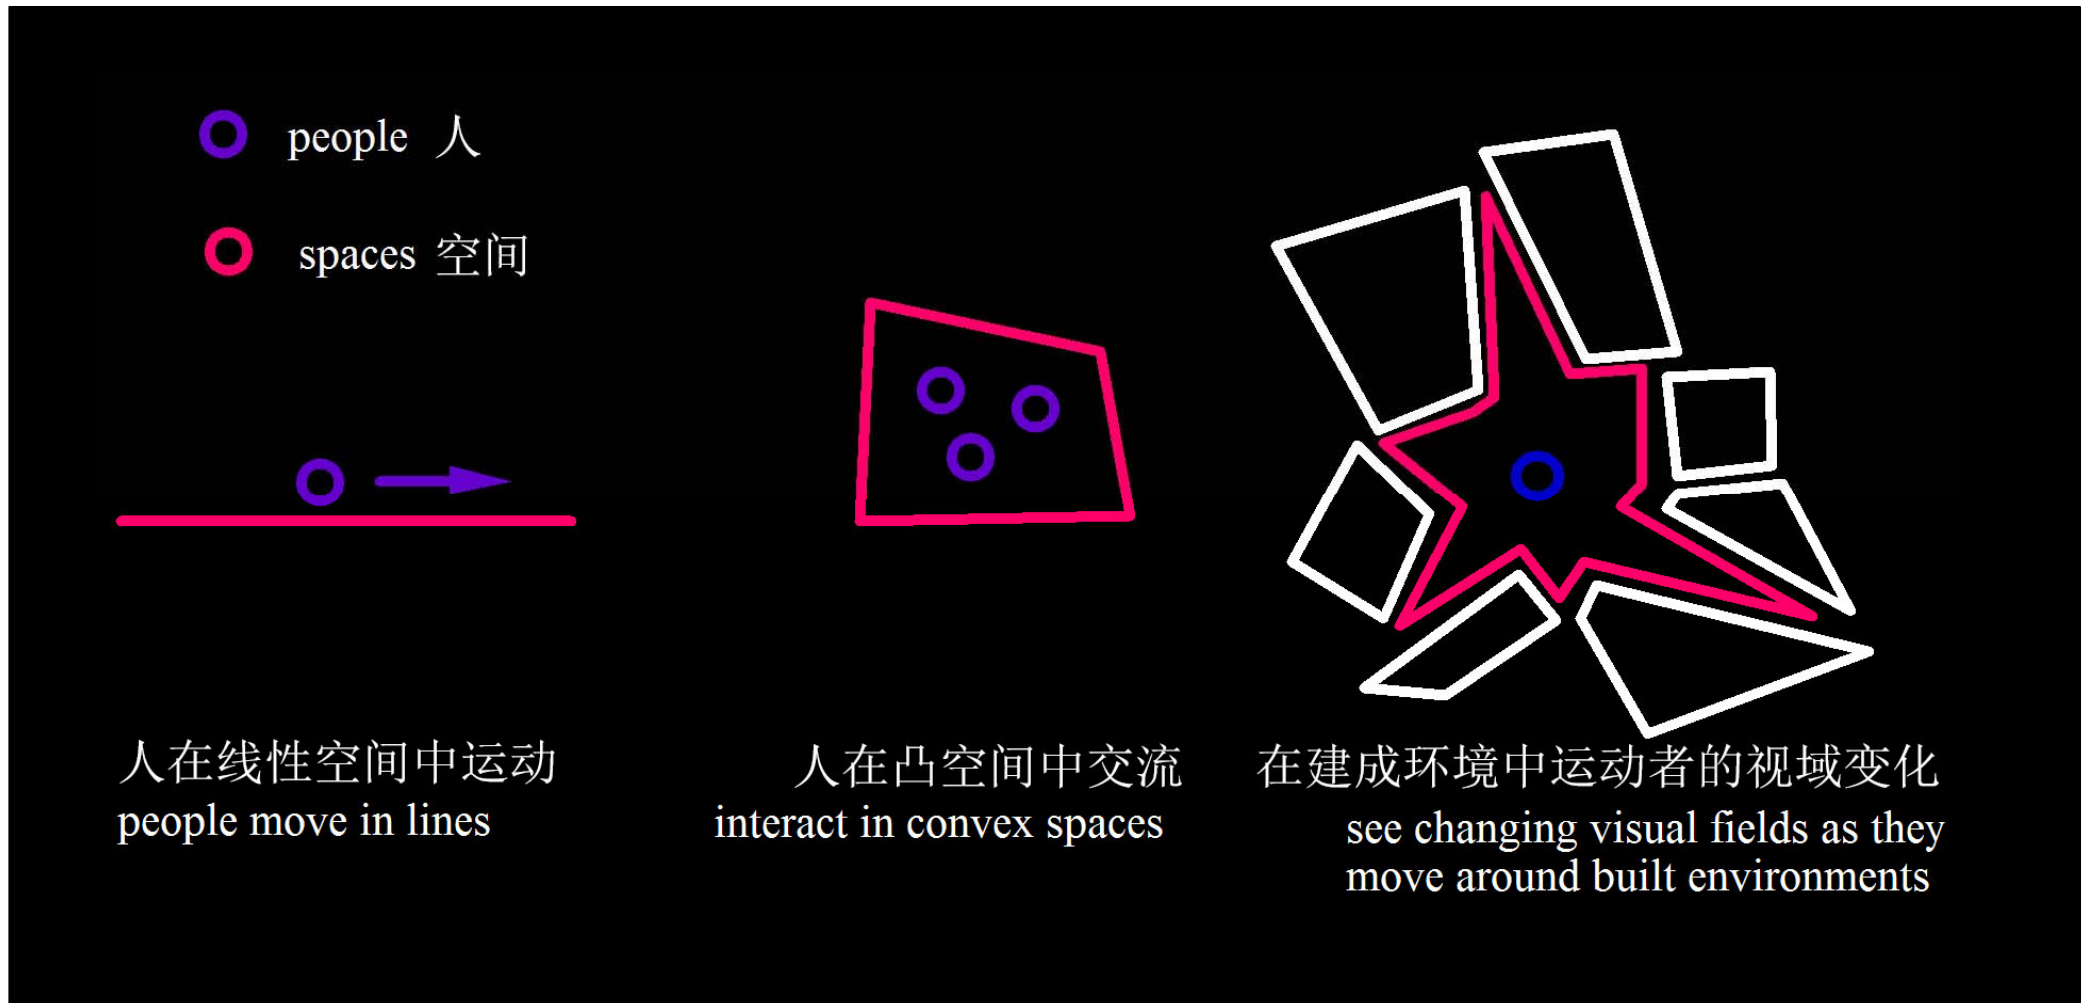 people 人
spaces 空间
人在线性空间中运动
people move in lines
人在凸空间中交流
interact in convex spaces
在建成环境中运动者的视域变化
see changing visual fields as they
move around built environments